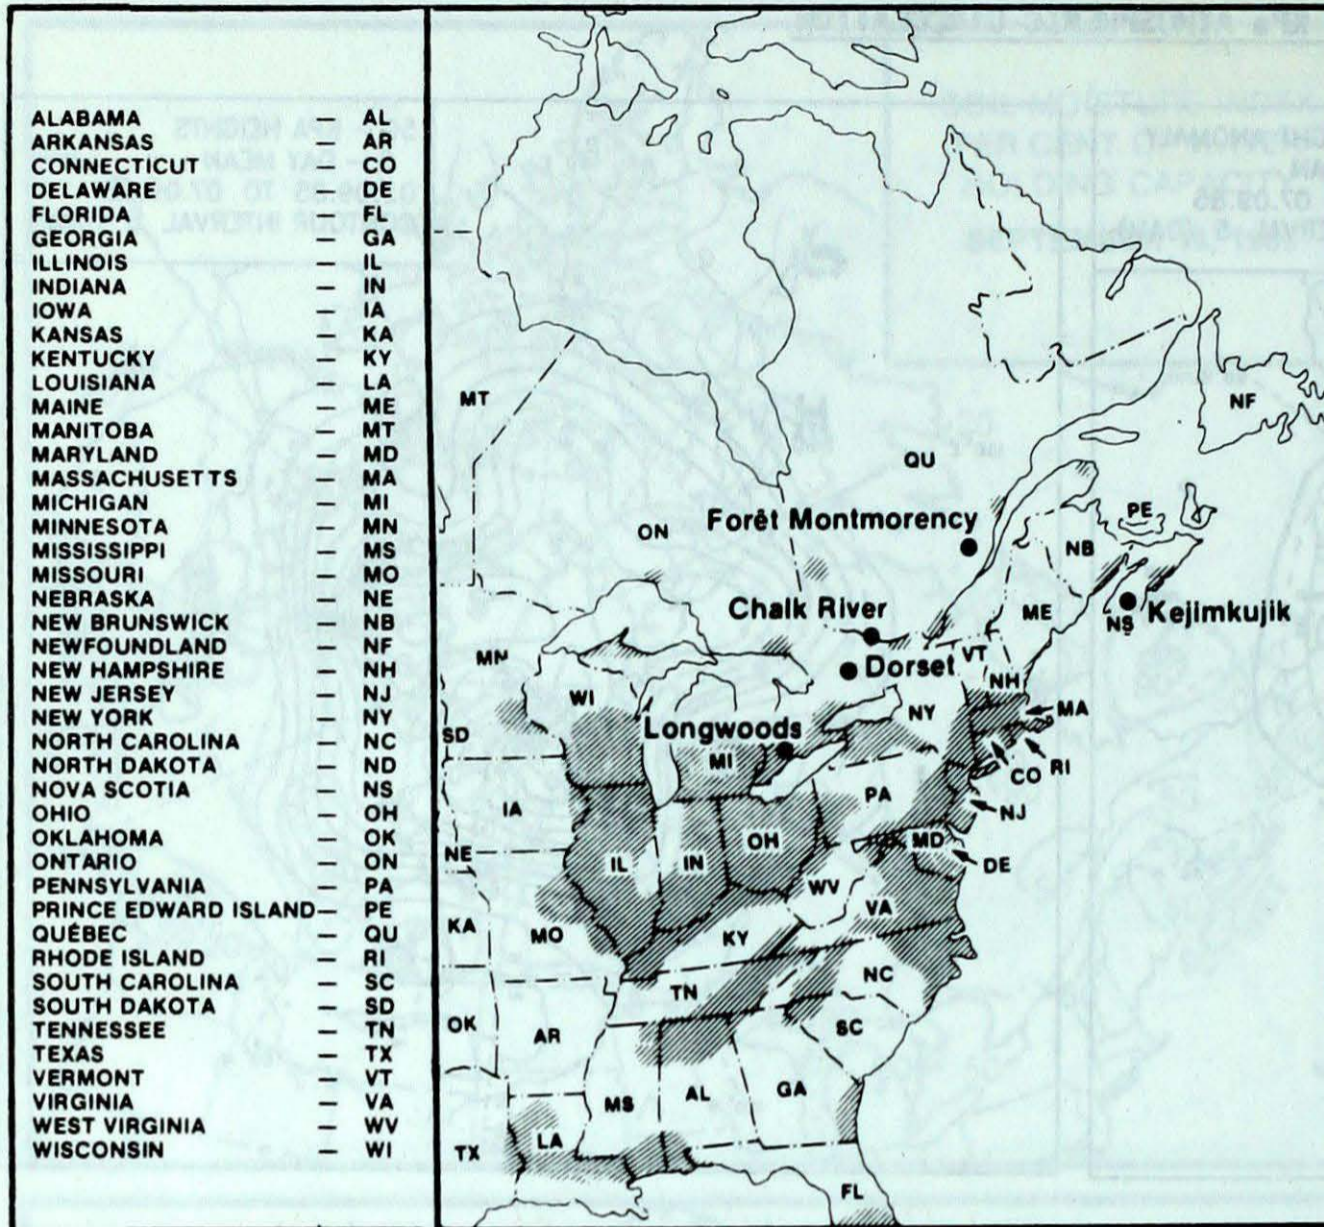 ALABAMA — AL
ARKANSAS — AR
CONNECTICUT — CO
DELAWARE — DE
FLORIDA — FL
GEORGIA — GA
ILLINOIS — IL
INDIANA — IN
IOWA — IA
KANSAS — KA
KENTUCKY — KY
LOUISIANA — LA
MAINE — ME
MANITOBA — MT
MARYLAND — MD
MASSACHUSETTS — MA
MICHIGAN — MI
MINNESOTA — MN
MISSISSIPPI — MS
MISSOURI — MO
NEBRASKA — NE
NEW BRUNSWICK — NB
NEWFOUNDLAND — NF
NEW HAMPSHIRE — NH
NEW JERSEY — NJ
NEW YORK — NY
NORTH CAROLINA — NC
NORTH DAKOTA — ND
NOVA SCOTIA — NS
OHIO — OH
OKLAHOMA — OK
ONTARIO — ON
PENNSYLVANIA — PA
PRINCE EDWARD ISLAND — PE
QUÉBEC — QU
RHODE ISLAND — RI
SOUTH CAROLINA — SC
SOUTH DAKOTA — SD
TENNESSEE — TN
TEXAS — TX
VERMONT — VT
VIRGINIA — VA
WEST VIRGINIA — WV
WISCONSIN — WI
MT
NF
QU
PE
Forêt Montmorency
ON
NB
Chalk River
ME
NS
Kejimkujik
MN
Dorset
VT
NH
WI
NY
MA
SD
Longwoods
MI
CO
RI
IA
PA
NJ
OH
MD
NE
IL
IN
DE
WV
VA
KA
MO
KY
NC
TN
OK
AR
SC
MS
AL
GA
LA
TX
FL